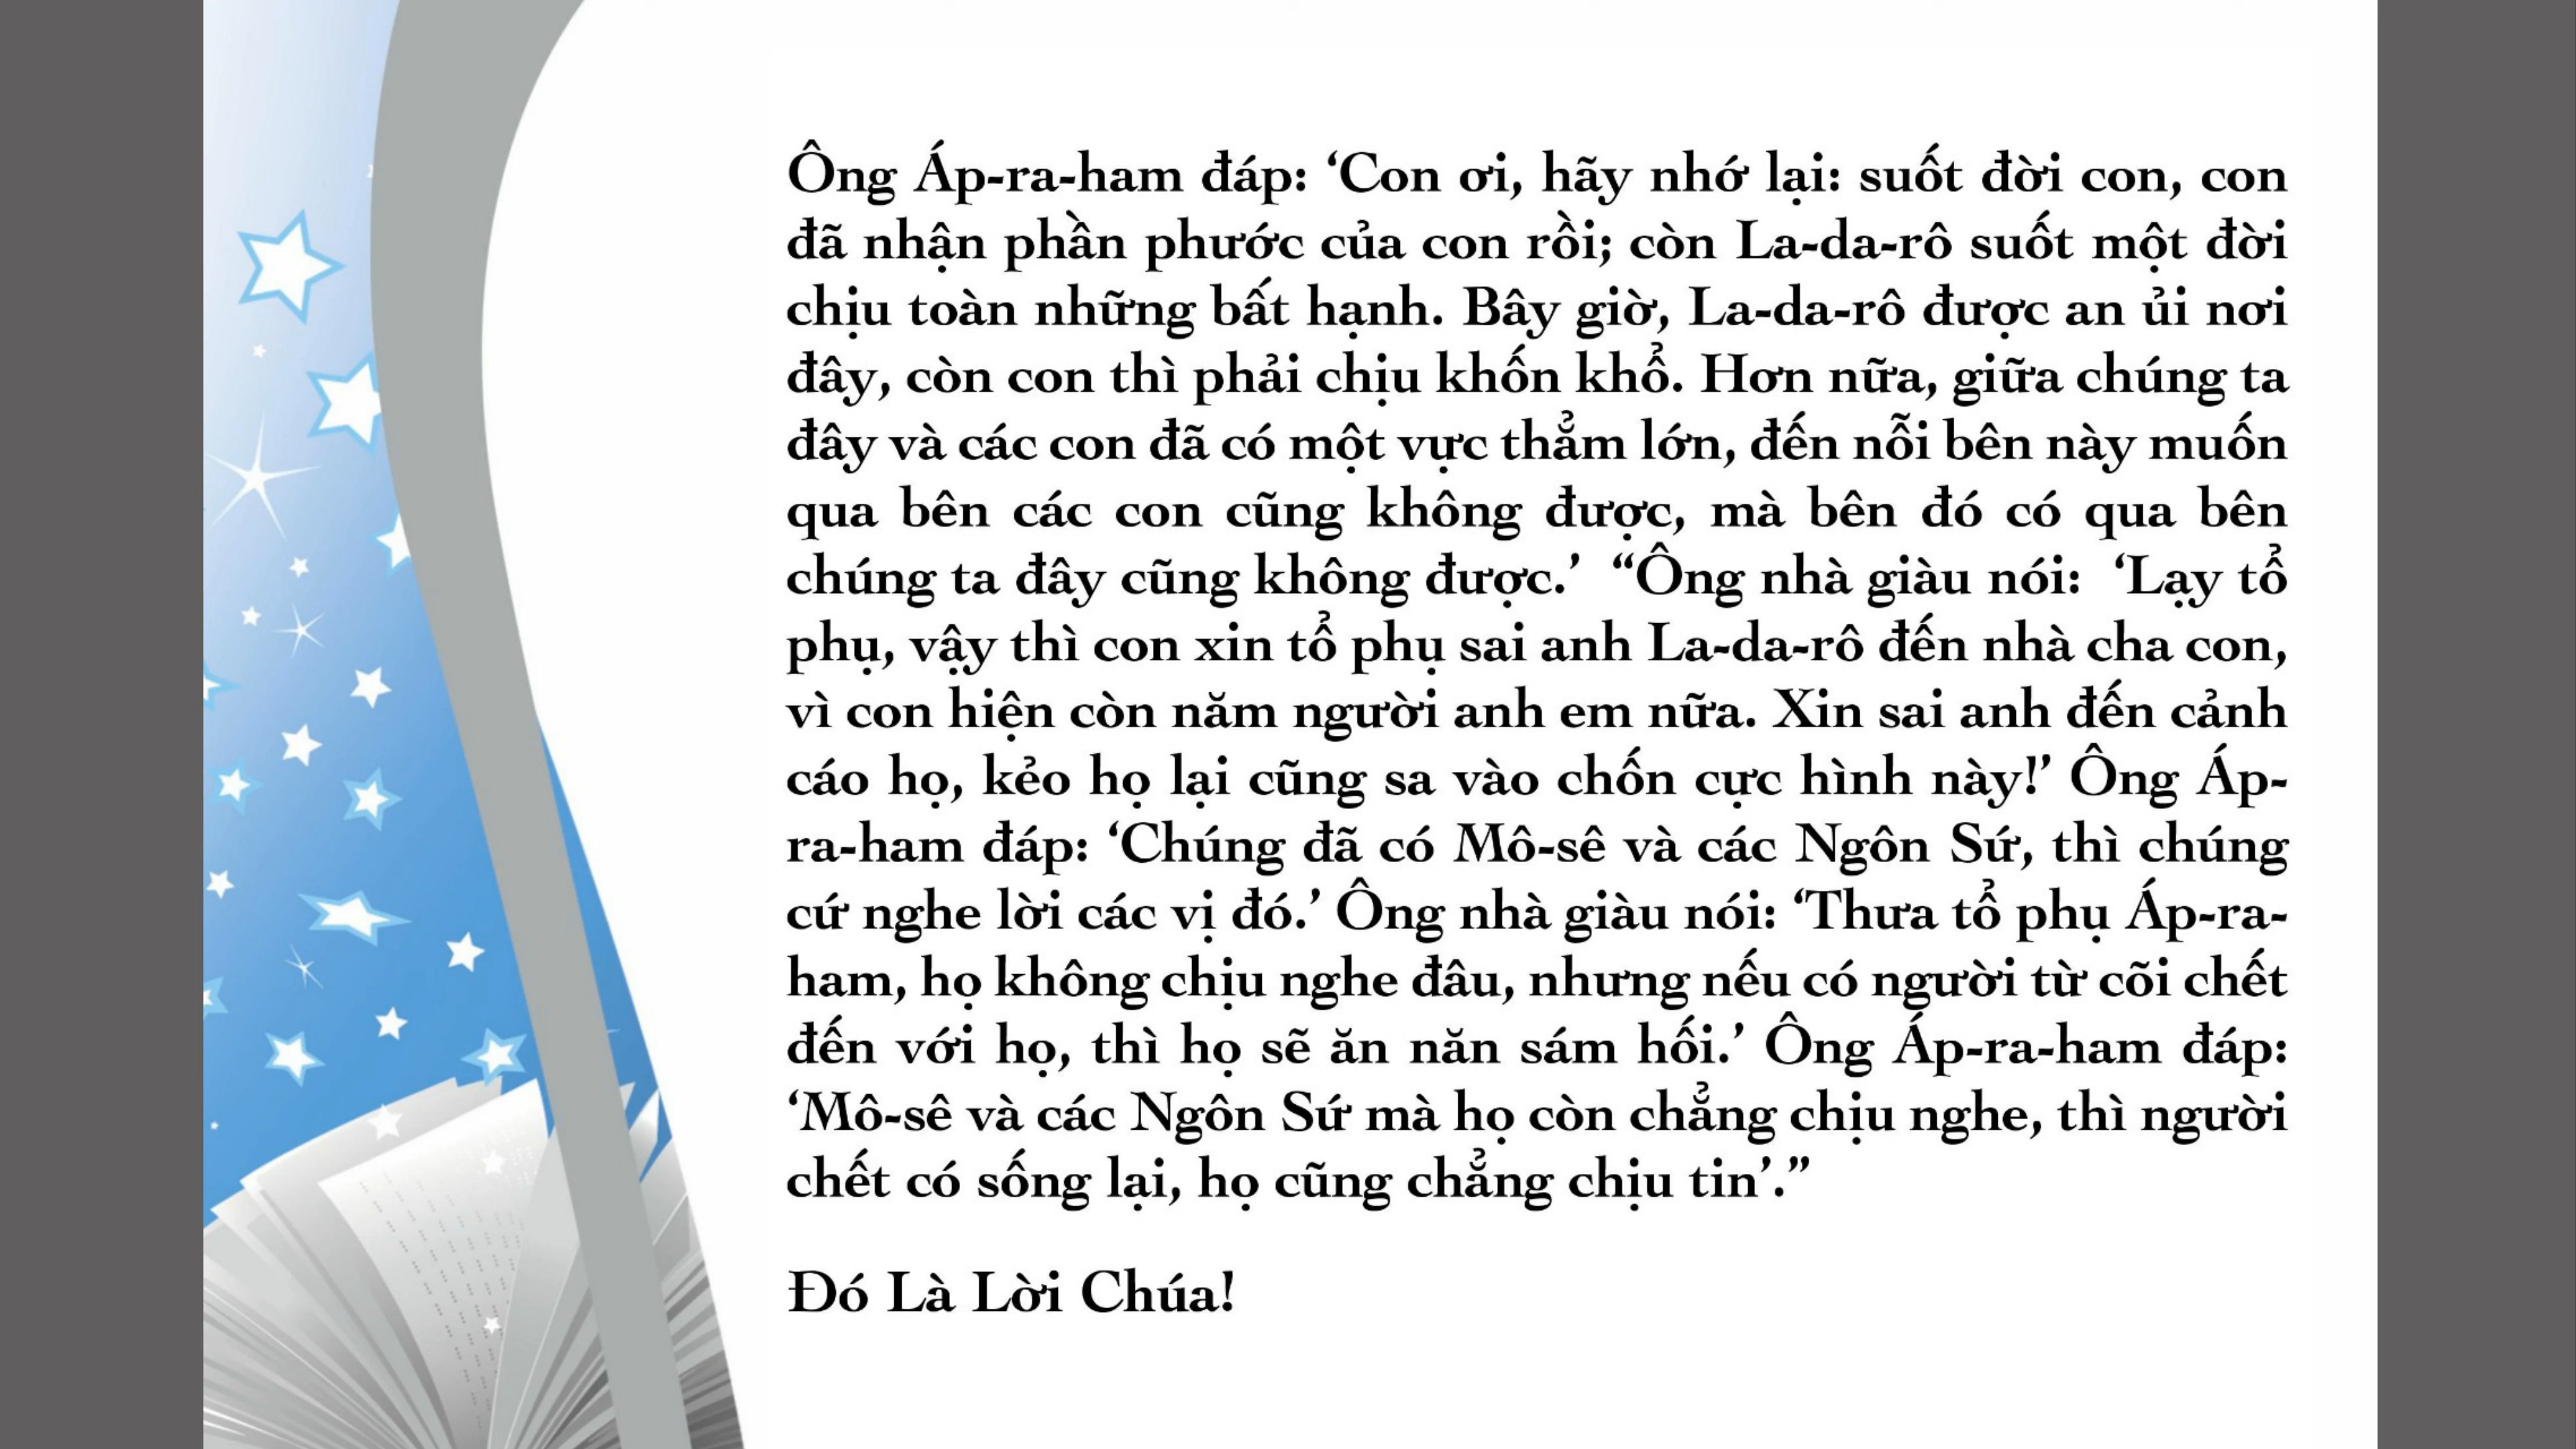 Ông Áp-ra-ham đáp: ‘Con ơi, hãy nhớ lại: suốt đời con, con
đã nhận phần phước của con rồi; còn La-da-rô suốt một đời
chịu toàn những bất hạnh. Bây giờ, La-da-rô được an ủi nơi
đây, còn con thì phải chịu khốn khổ. Hơn nữa, giữa chúng ta
đây và các con đã có một vực thẳm lớn, đến nỗi bên này muốn
qua bên các con cũng không được, mà bên đó có qua bên
chúng ta đây cũng không được.’ “Ông nhà giàu nói: ‘Lạy tổ
phụ, vậy thì con xin tổ phụ sai anh La-da-rô đến nhà cha con,
vì con hiện còn năm người anh em nữa. Xin sai anh đến cảnh
cáo họ, kẻo họ lại cũng sa vào chốn cực hình này!’ Ông Áp-
ra-ham đáp: ‘Chúng đã có Mô-sê và các Ngôn Sứ, thì chúng
cứ nghe lời các vị đó.’ Ông nhà giàu nói: ‘Thưa tổ phụ Áp-ra-
ham, họ không chịu nghe đâu, nhưng nếu có người từ cõi chết
đến với họ, thì họ sẽ ăn năn sám hối.’ Ông Áp-ra-ham đáp:
‘Mô-sê và các Ngôn Sứ mà họ còn chẳng chịu nghe, thì người
chết có sống lại, họ cũng chẳng chịu tin’.”
Đó Là Lời Chúa!